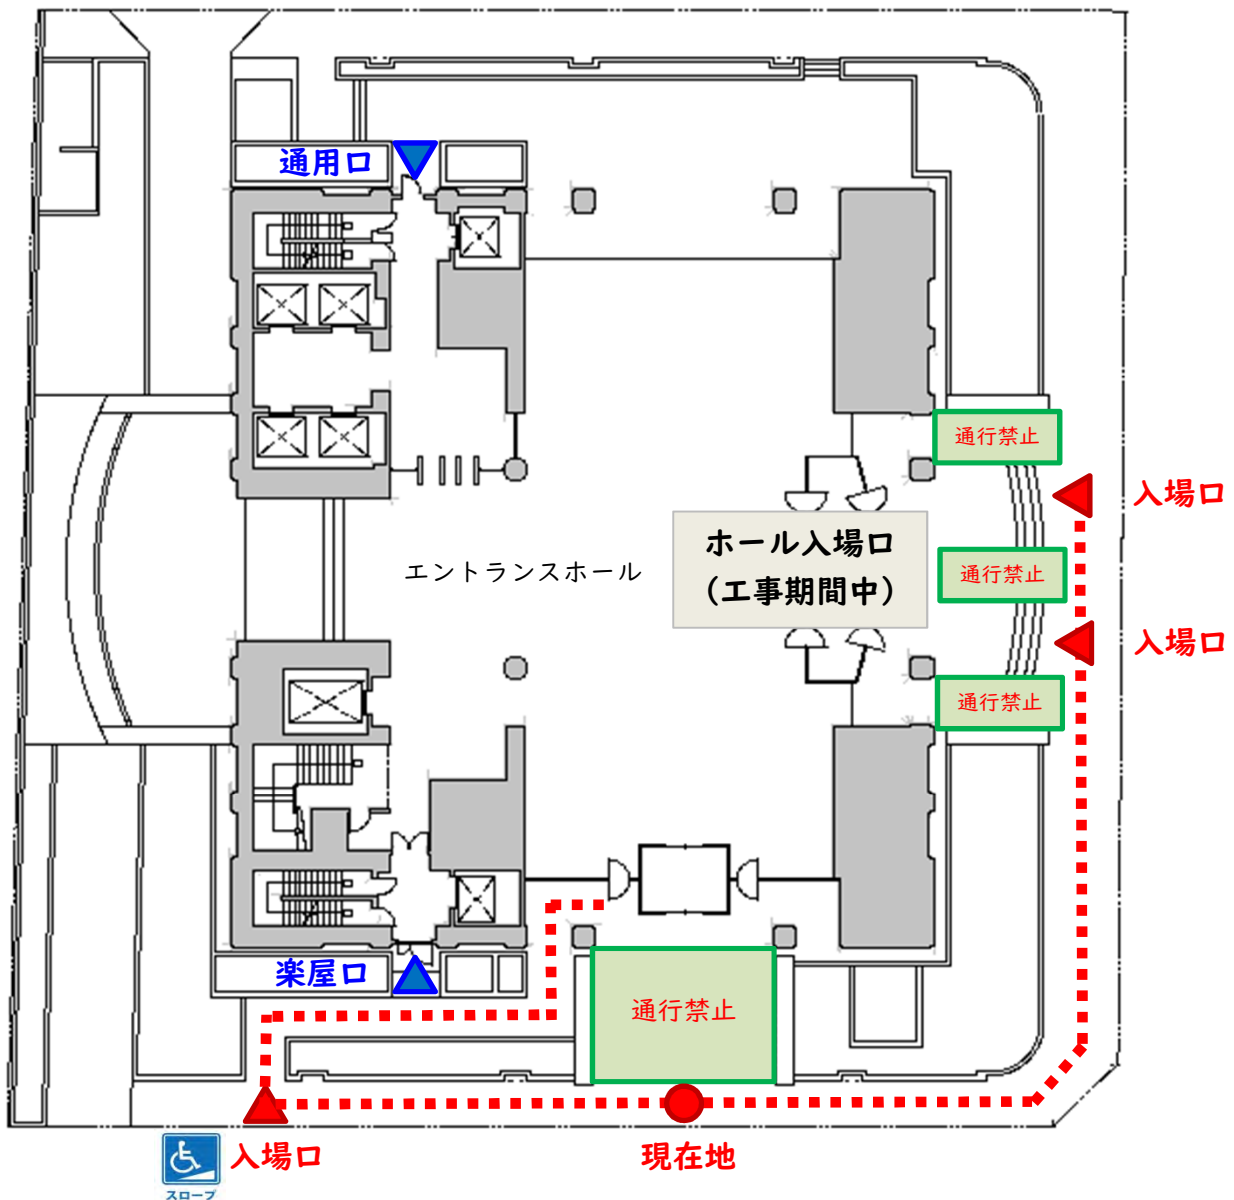 通用口
通行禁止
入場口
ホール入場口
(工事期間中)
エントランスホール
通行禁止
入場口
通行禁止
楽屋口
通行禁止
入場口
現在地
スロープ